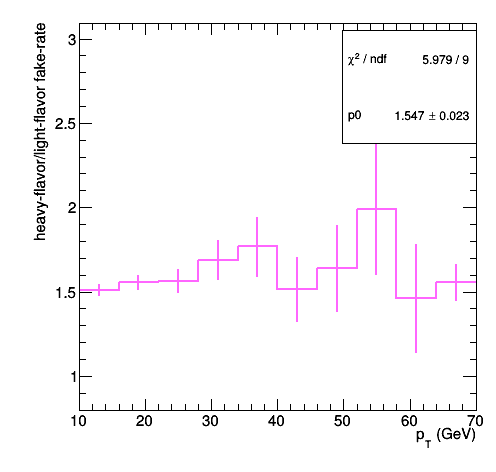 heavy-flavor/light-flavor fake-rate
3
2.5
2
1.5
1
χ² / ndf 5.979 / 9
p0 1.547 ± 0.023
10 20 30 40 50 60 70
p_T (GeV)